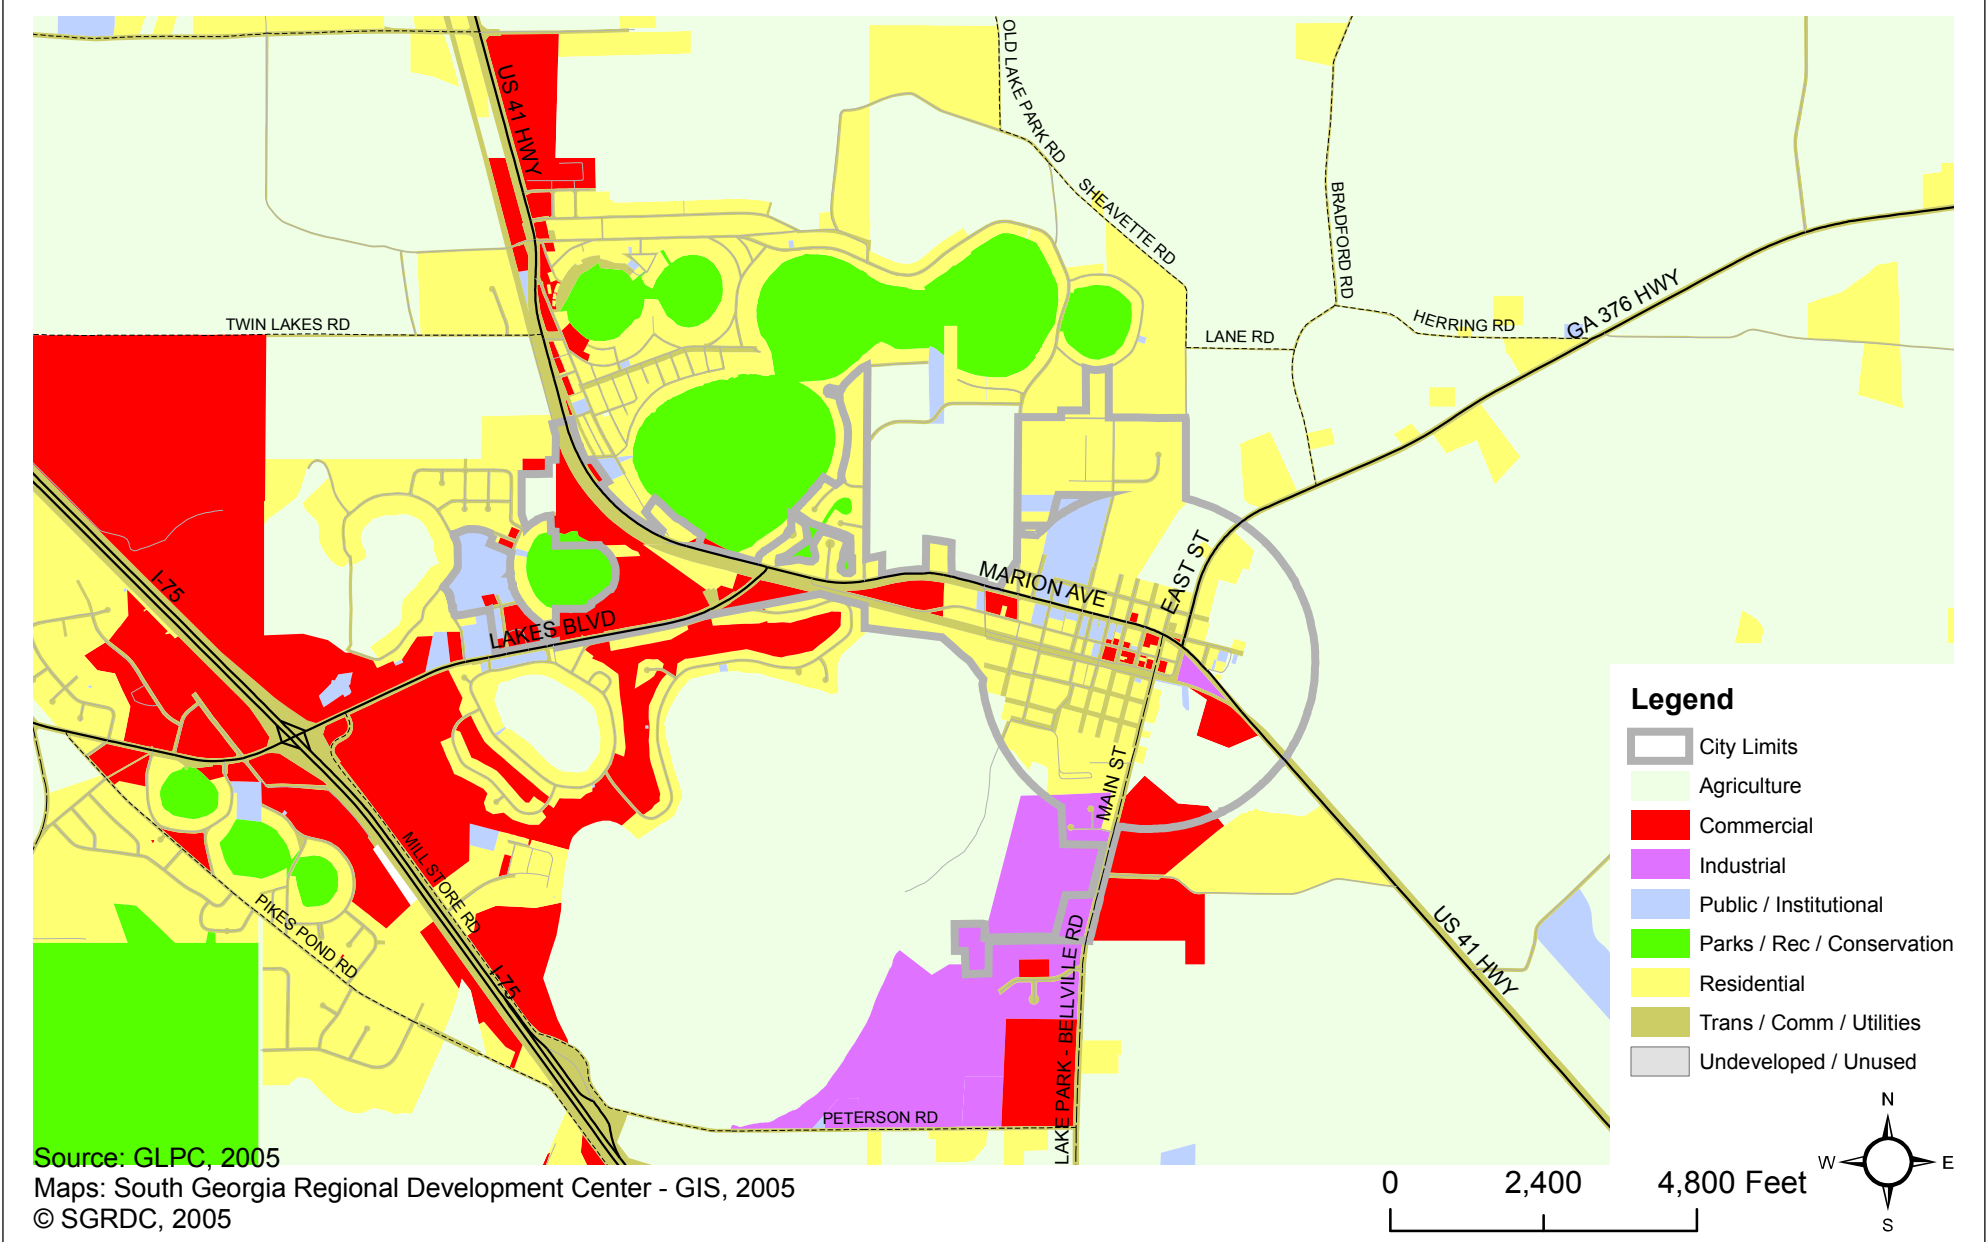 US 41 HWY
OLD LAKE PARK RD
SHEAVETTE RD
BRADFORD RD
TWIN LAKES RD
LANE RD
HERRING RD
GA 376 HWY
I-75
MARION AVE
EAST ST
LAKES BLVD
MAIN ST
MILL STORE RD
PIKES POND RD
I-75
LAKE PARK - BELLVILLE RD
US 41 HWY
PETERSON RD
Legend
City Limits
Agriculture
Commercial
Industrial
Public / Institutional
Parks / Rec / Conservation
Residential
Trans / Comm / Utilities
Undeveloped / Unused
N
W E
S
Source: GLPC, 2005
Maps: South Georgia Regional Development Center - GIS, 2005
© SGRDC, 2005
0 2,400 4,800 Feet